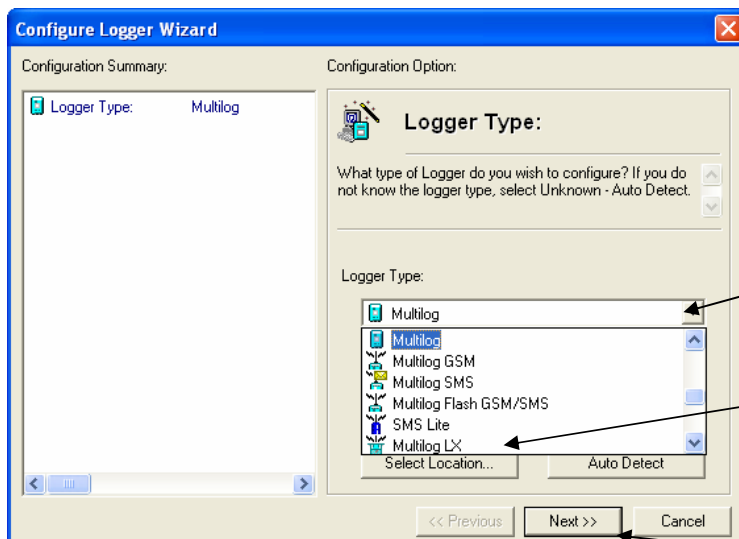 Configure Logger Wizard
Configuration Summary:
Logger Type: Multilog
Configuration Option:
Logger Type:
What type of Logger do you wish to configure? If you do
not know the logger type, select Unknown - Auto Detect.
Logger Type:
Multilog
Multilog
Multilog GSM
Multilog SMS
Multilog Flash GSM/SMS
SMS Lite
Multilog LX
Select Location...
Auto Detect
<< Previous
Next >>
Cancel